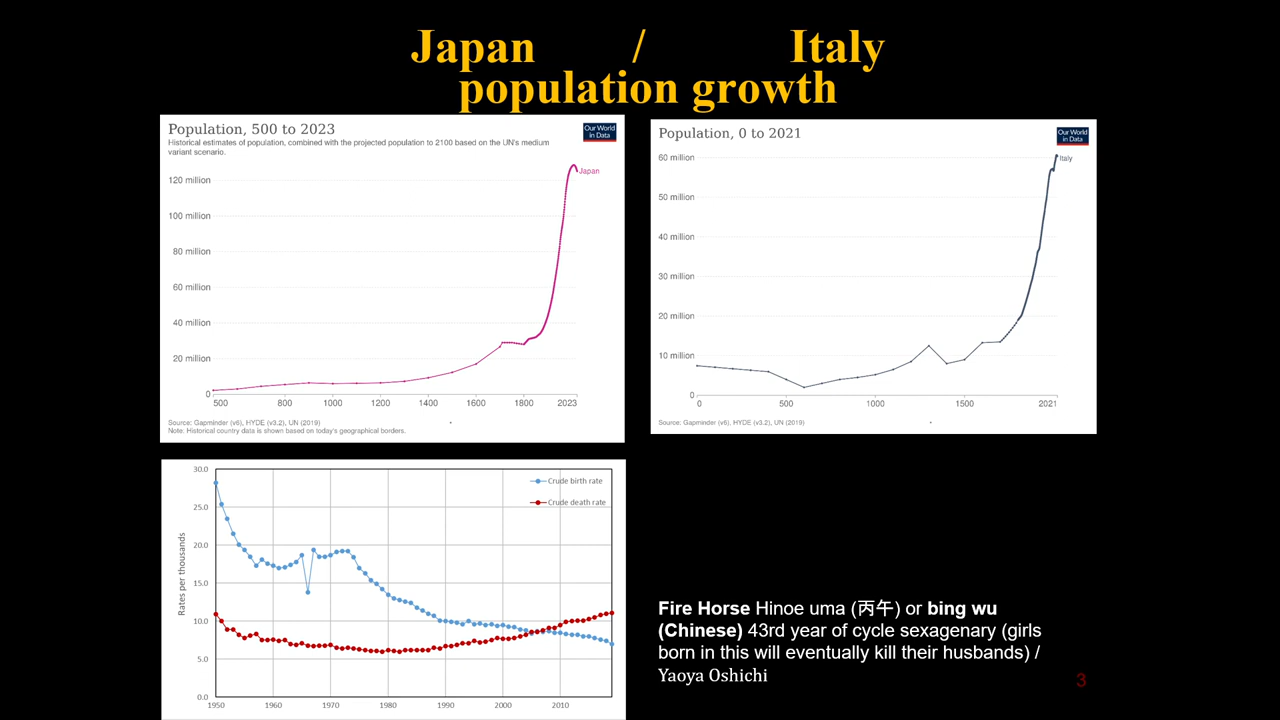 Japan / Italy
population growth
Population, 500 to 2023
Historical estimates of population, combined with the projected population to 2100 based on the UN's medium
variant scenario.
Our World
in Data
120 million
100 million
80 million
60 million
40 million
20 million
0
500
800
1000
1200
1400
1600
1800
2023
Japan
Source: Gapminder (v6), HYDE (v3.2), UN (2019)
Note: Historical country data is shown based on today's geographical borders.
Population, 0 to 2021
Our World
in Data
60 million
50 million
40 million
30 million
20 million
10 million
0
0
500
1000
1500
2021
Italy
Source: Gapminder (v6), HYDE (v3.2), UN (2019)
Rates per thousands
30.0
25.0
20.0
15.0
10.0
5.0
0.0
1950
1960
1970
1980
1990
2000
2010
Crude birth rate
Crude death rate
Fire Horse Hinoe uma (丙午) or bing wu
(Chinese) 43rd year of cycle sexagenary (girls
born in this will eventually kill their husbands) /
Yaoya Oshichi
3